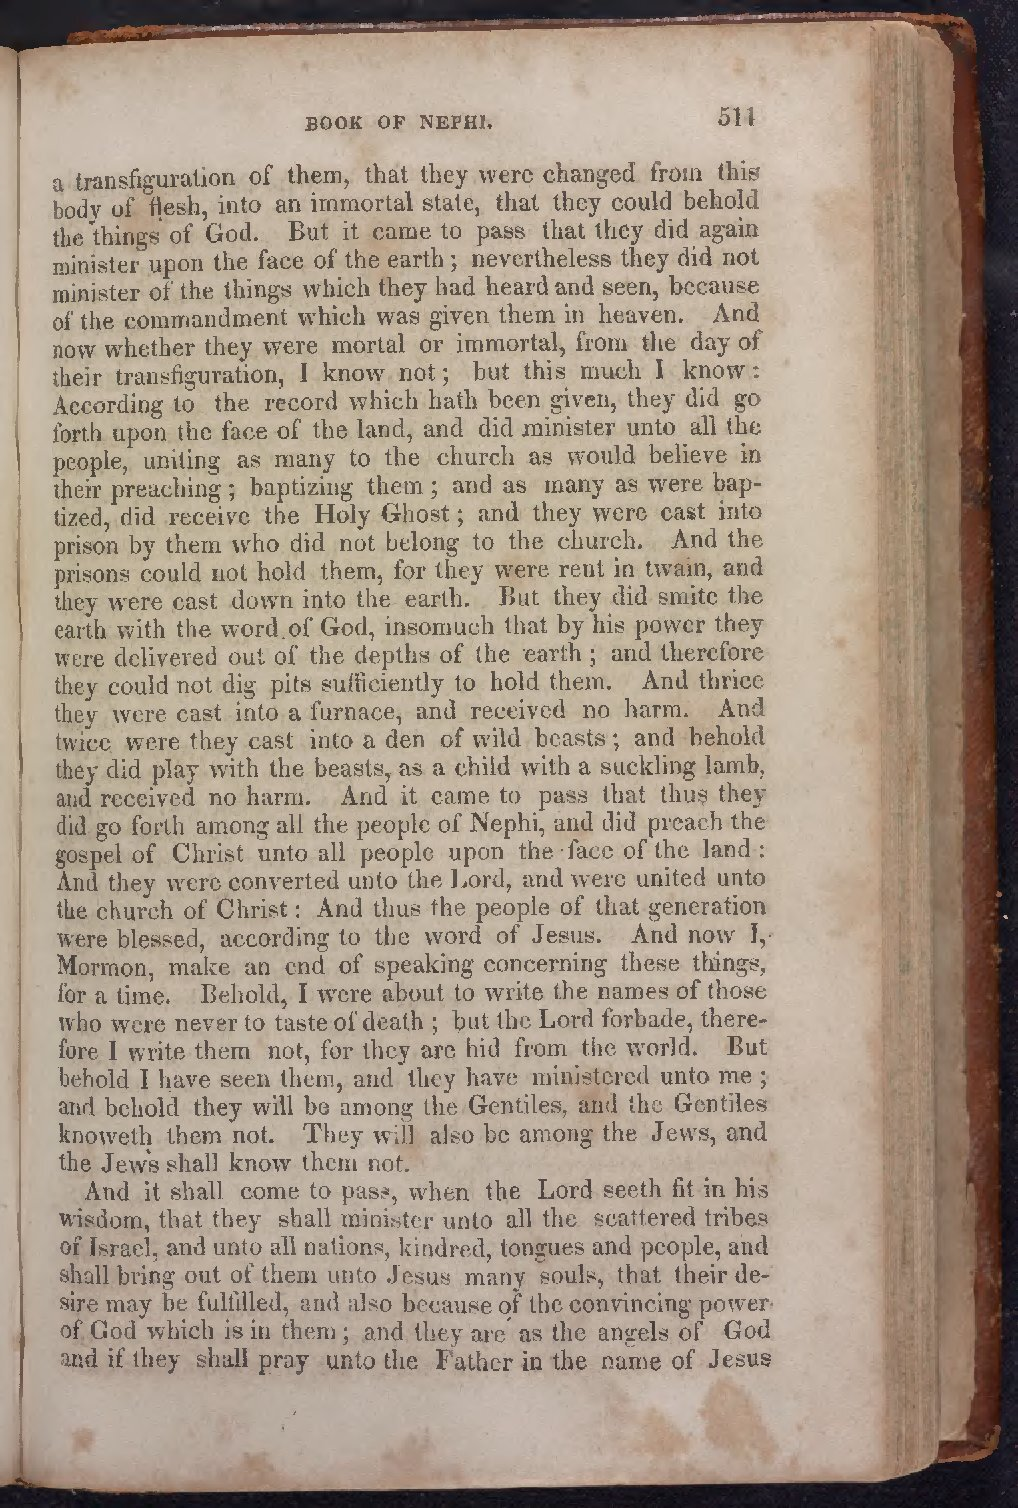 BOOK OF NEPHI. 511
a transfiguration of them, that they were changed from this
body of flesh, into an immortal state, that they could behold
the things of God. But it came to pass that they did again
minister upon the face of the earth; nevertheless they did not
minister of the things which they had heard and seen, because
of the commandment which was given them in heaven. And
now whether they were mortal or immortal, from the day of
their transfiguration, I know not; but this much I know:
According to the record which hath been given, they did go
forth upon the face of the land, and did minister unto all the
people, uniting as many to the church as would believe in
their preaching; baptizing them; and as many as were bap-
tized, did receive the Holy Ghost; and they were cast into
prison by them who did not belong to the church. And the
prisons could not hold them, for they were rent in twain, and
they were cast down into the earth. But they did smite the
earth with the word of God, insomuch that by his power they
were delivered out of the depths of the earth; and therefore
they could not dig pits sufficiently to hold them. And thrice
they were cast into a furnace, and received no harm. And
twice were they cast into a den of wild beasts; and behold
they did play with the beasts, as a child with a suckling lamb,
and received no harm. And it came to pass that thus they
did go forth among all the people of Nephi, and did preach the
gospel of Christ unto all people upon the face of the land:
And they were converted unto the Lord, and were united unto
the church of Christ: And thus the people of that generation
were blessed, according to the word of Jesus. And now I,
Mormon, make an end of speaking concerning these things,
for a time. Behold, I were about to write the names of those
who were never to taste of death; but the Lord forbade, there-
fore I write them not, for they are hid from the world. But
behold I have seen them, and they have ministered unto me;
and behold they will be among the Gentiles, and the Gentiles
knoweth them not. They will also be among the Jews, and
the Jews shall know them not.
And it shall come to pass, when the Lord seeth fit in his
wisdom, that they shall minister unto all the scattered tribes
of Israel, and unto all nations, kindred, tongues and people, and
shall bring out of them unto Jesus many souls, that their de-
sire may be fulfilled, and also because of the convincing power
of God which is in them; and they are as the angels of God
and if they shall pray unto the Father in the name of Jesus